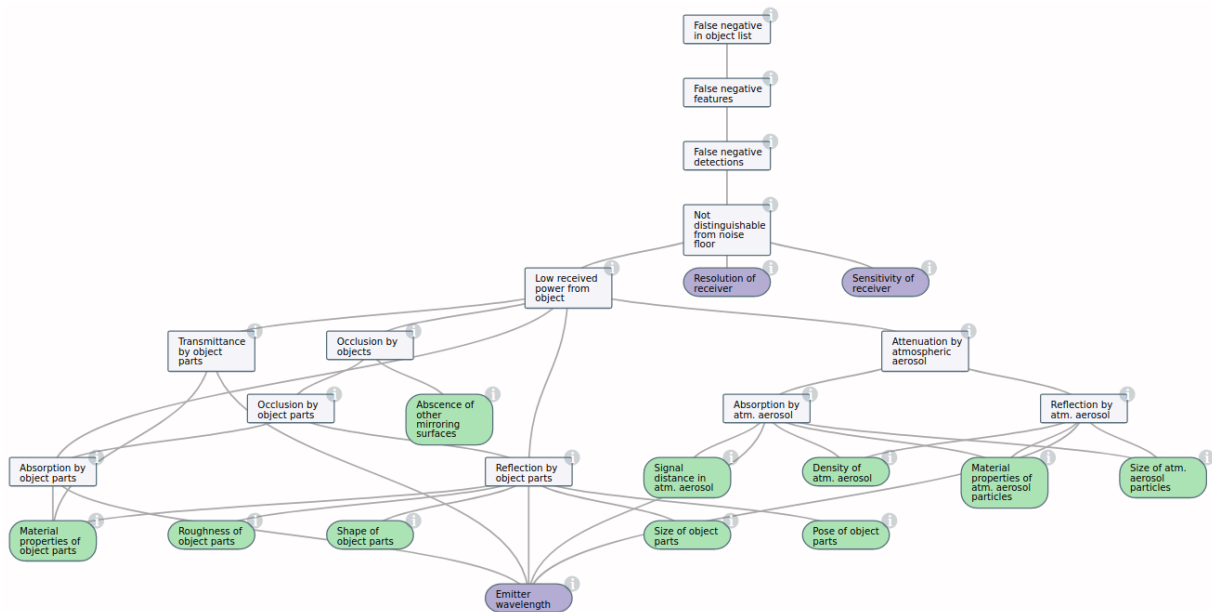 False negative
in object list
False negative
features
False negative
detections
Not
distinguishable
from noise
floor
Low received
power from
object
Resolution of
receiver
Sensitivity of
receiver
Transmittance
by object
parts
Occlusion by
objects
Attenuation by
atmospheric
aerosol
Occlusion by
object parts
Abscence of
other
mirroring
surfaces
Absorption by
atm. aerosol
Reflection by
atm. aerosol
Absorption by
object parts
Reflection by
object parts
Signal
distance in
atm. aerosol
Density of
atm. aerosol
Material
properties of
atm. aerosol
particles
Size of atm.
aerosol
particles
Material
properties of
object parts
Roughness of
object parts
Shape of
object parts
Size of object
parts
Pose of object
parts
Emitter
wavelength